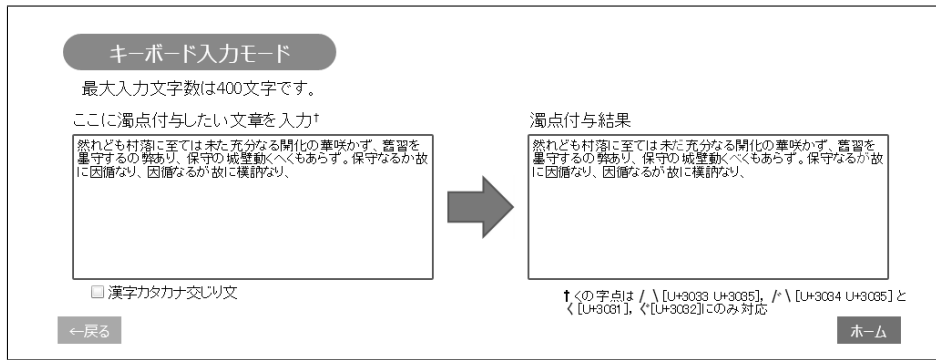 キーボード入力モード
最大入力文字数は400文字です。
ここに濁点付与したい文章を入力†
然れども村落に至ては未た充分なる開化の華咲かず、舊習を
墨守するの弊あり、保守の城壁動くへくもあらず。保守なるか故
に因循なり、因循なるが故に樸訥なり、
□漢字カタカナ交じり文
←戻る
濁点付与結果
然れども村落に至ては未だ充分なる開化の華咲かず、舊習を
墨守するの弊あり、保守の城壁動くべくもあらず。保守なるが故
に因循なり、因循なるが故に樸訥なり、
†くの字点は 〳〵 [U+3033 U+3035], 〴〵 [U+3034 U+3035] と
〱 [U+3031], 〲 [U+3032]にのみ対応
ホーム